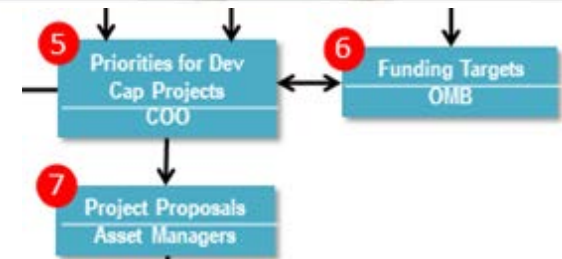 5
Priorities for Dev
Cap Projects
COO
6
Funding Targets
OMB
7
Project Proposals
Asset Managers